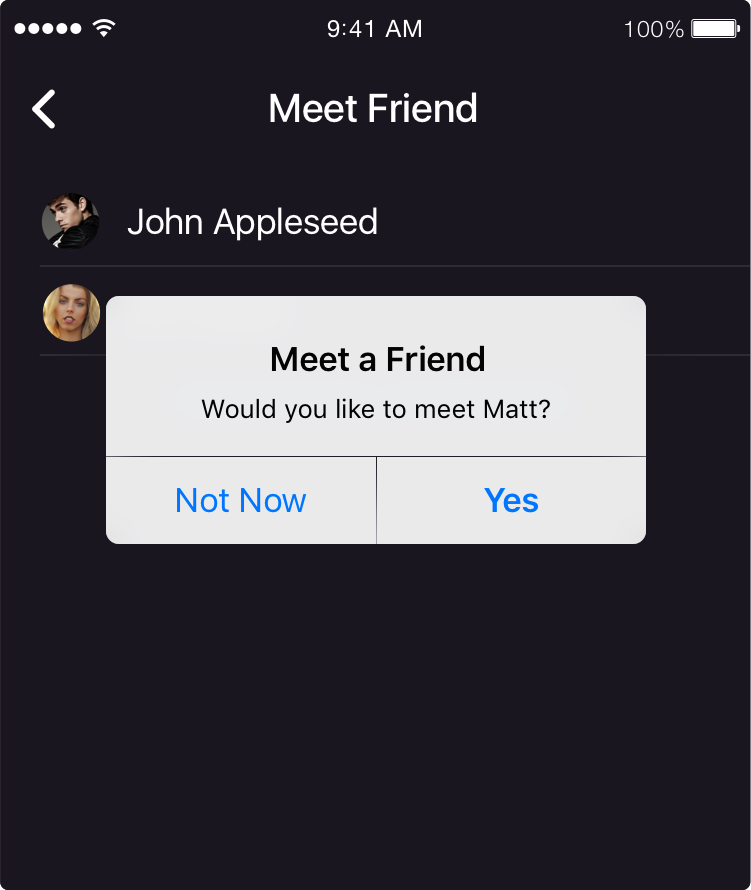 9:41 AM 100%
Meet Friend
John Appleseed
Meet a Friend
Would you like to meet Matt?
Not Now Yes